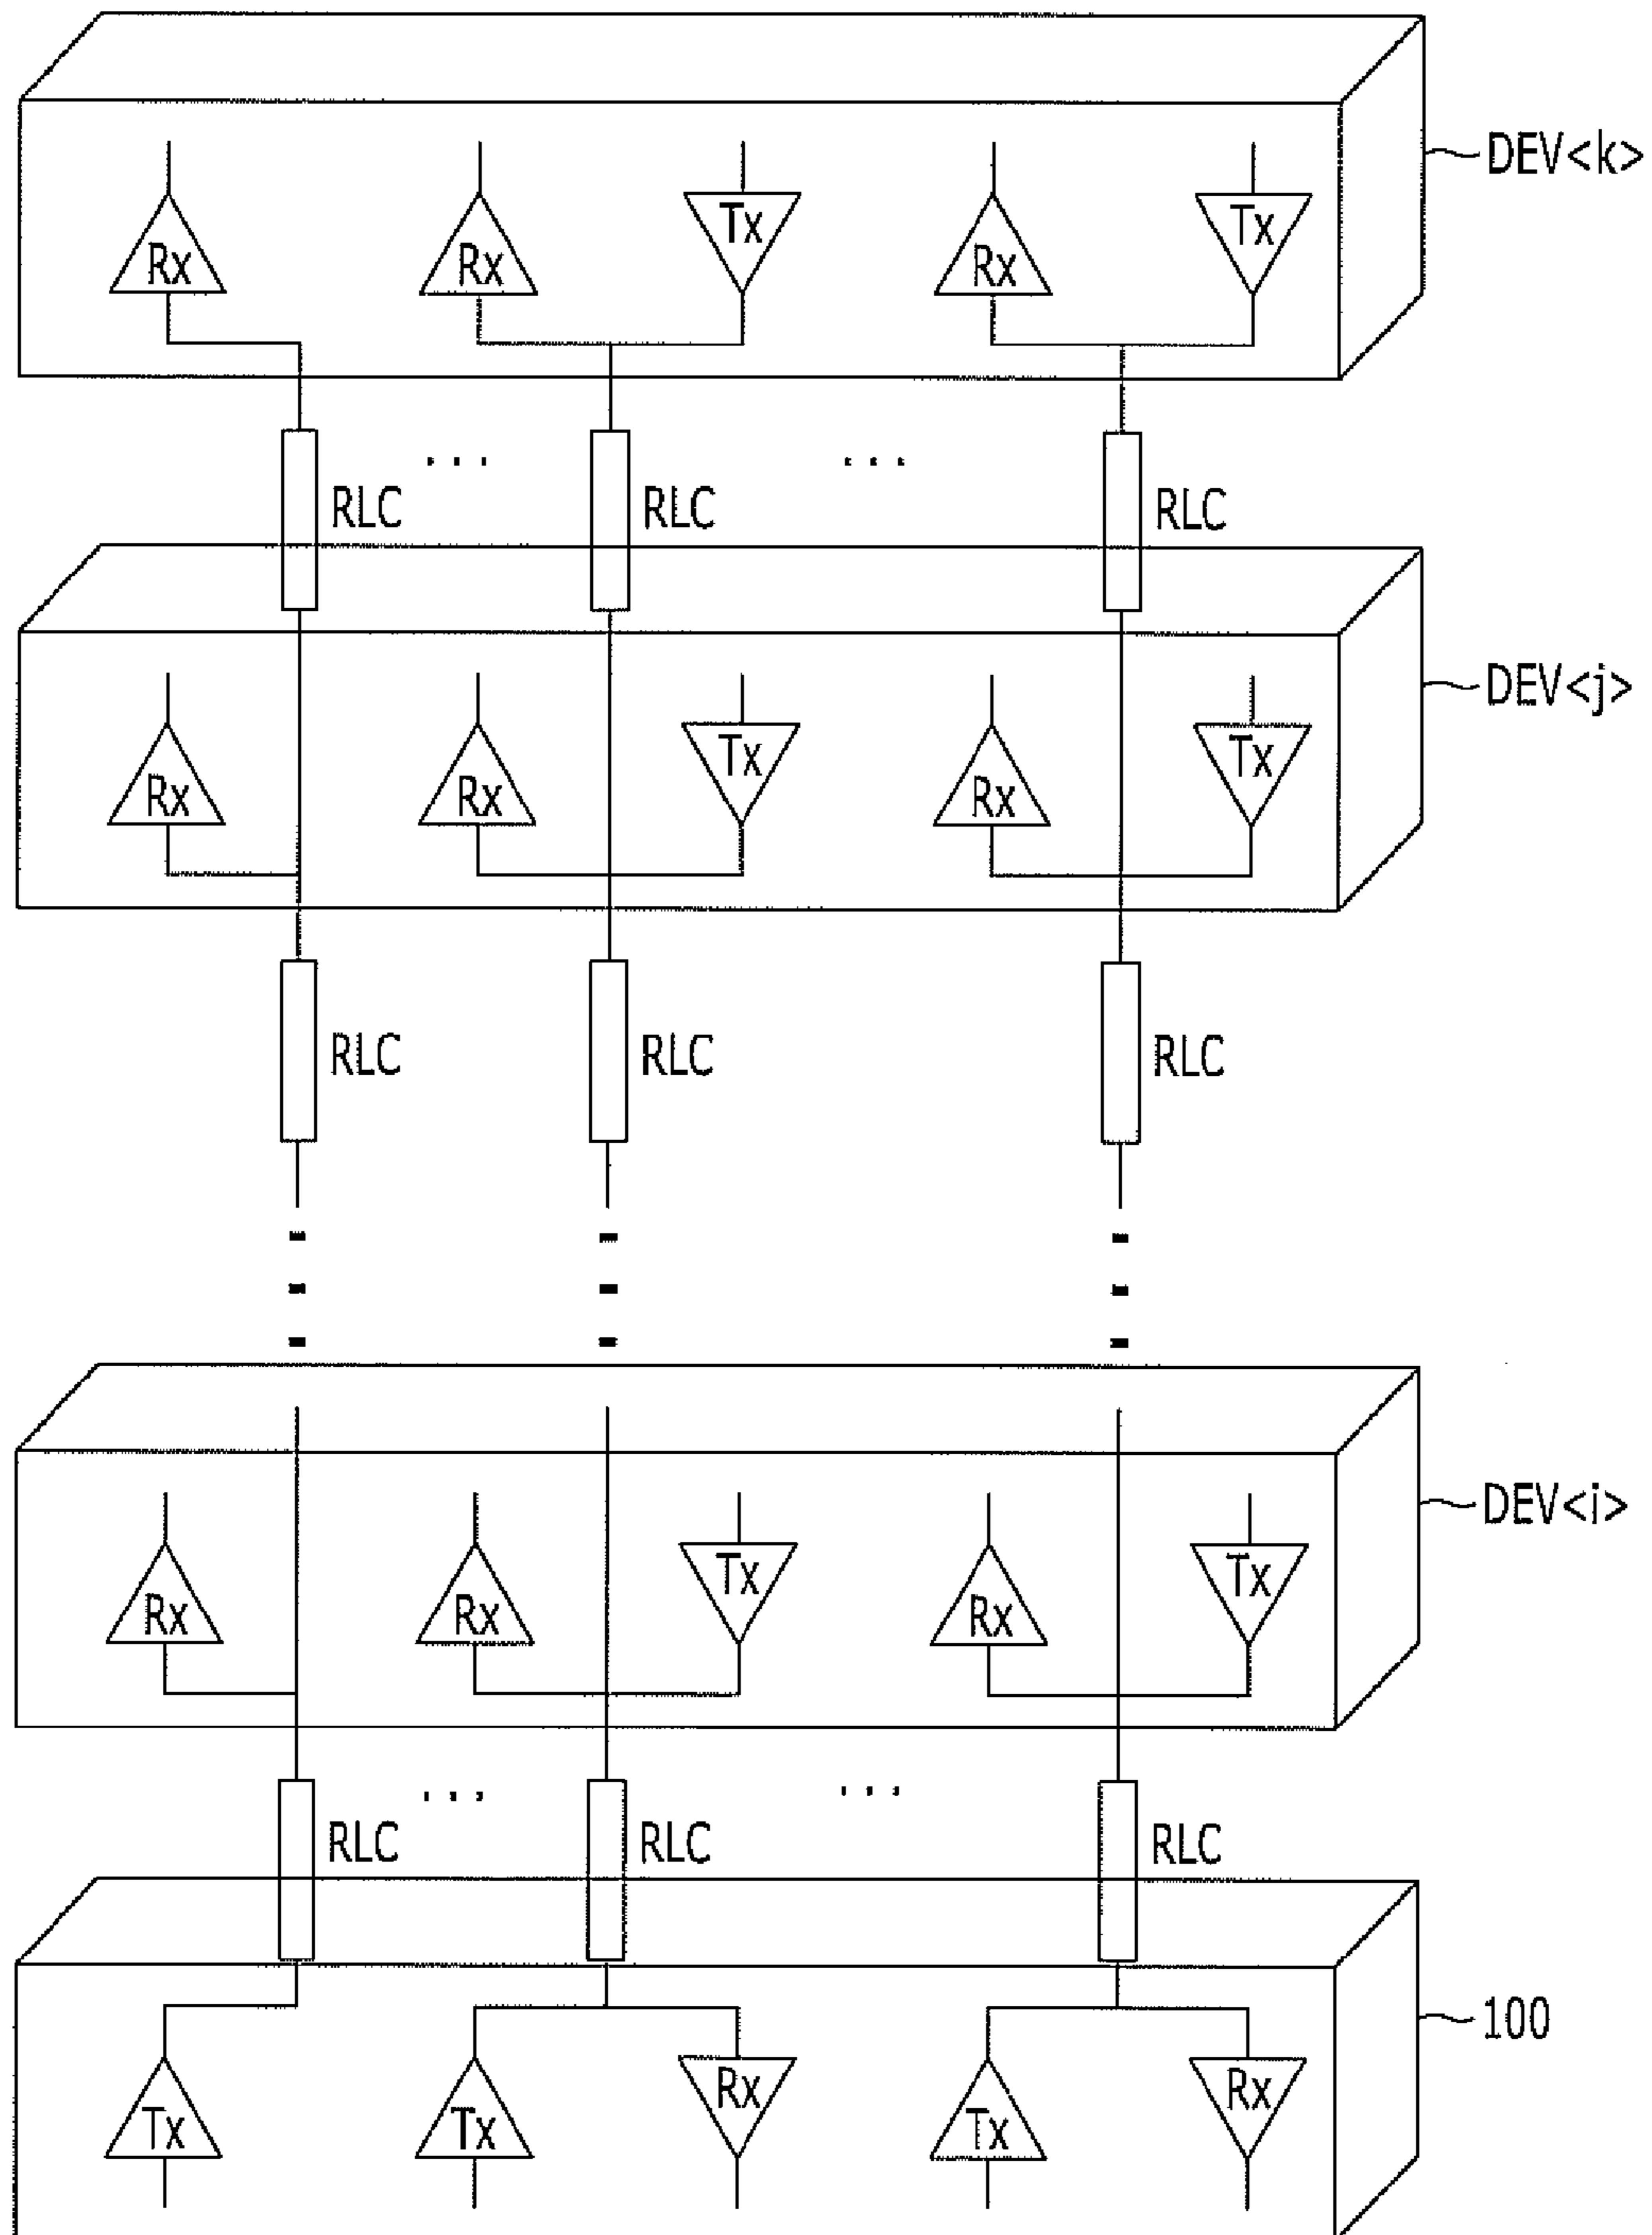 DEV<k>
Tx Tx
Rx Rx Rx
... ...
RLC RLC RLC
DEV<j>
Tx Tx
Rx Rx Rx
RLC RLC RLC
DEV<i>
Tx Tx
Rx Rx Rx
... ...
RLC RLC RLC
100
Rx Rx
Tx Tx Tx